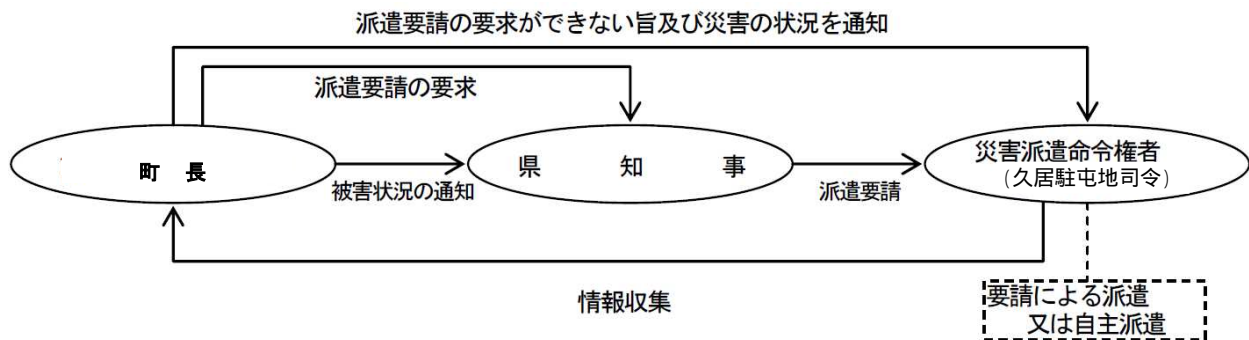 派遣要請の要求ができない旨及び災害の状況を通知
派遣要請の要求
町 長
被害状況の通知
県 知 事
派遣要請
災害派遣命令権者
(久居駐屯地司令)
情報収集
要請による派遣
又は自主派遣